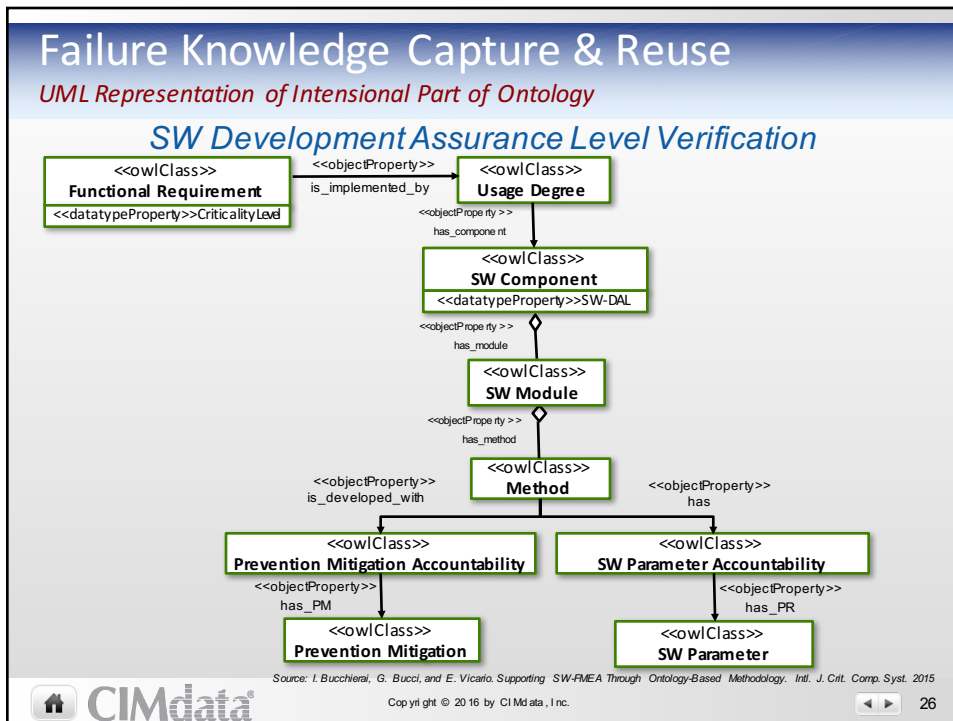 Failure Knowledge Capture & Reuse
UML Representation of Intensional Part of Ontology
SW Development Assurance Level Verification
<<owlClass>>
Functional Requirement
<<datatypeProperty>>CriticalityLevel
<<objectProperty>>
is_implemented_by
<<owlClass>>
Usage Degree
<<objectProperty>>
has_component
<<owlClass>>
SW Component
<<datatypeProperty>>SW-DAL
<<objectProperty>>
has_module
<<owlClass>>
SW Module
<<objectProperty>>
has_method
<<owlClass>>
Method
<<objectProperty>>
is_developed_with
<<objectProperty>>
has
<<owlClass>>
Prevention Mitigation Accountability
<<owlClass>>
SW Parameter Accountability
<<objectProperty>>
has_PM
<<objectProperty>>
has_PR
<<owlClass>>
Prevention Mitigation
<<owlClass>>
SW Parameter
Source: I. Bucchierai, G. Bucci, and E. Vicario. Supporting SW-FMEA Through Ontology-Based Methodology. Intl. J. Crit. Comp. Syst. 2015
CIMdata®
Copyright © 2016 by CIMdata, Inc.
26